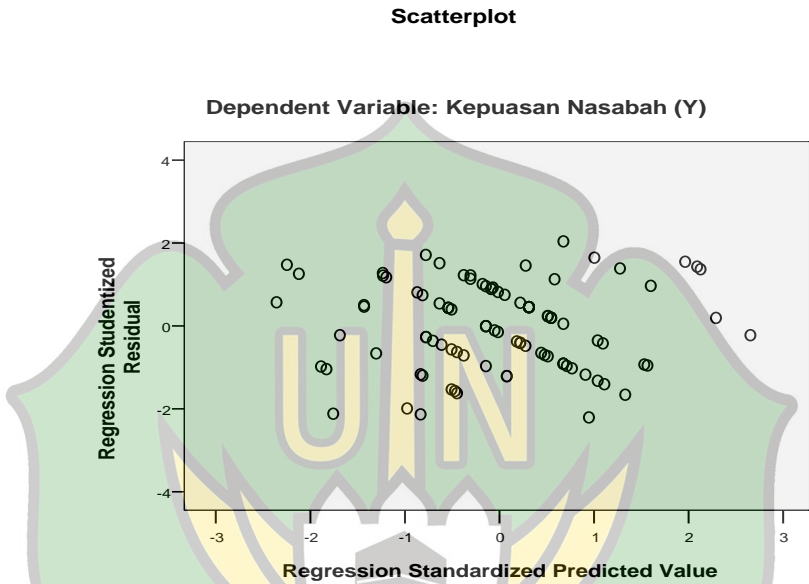 Scatterplot
Dependent Variable: Kepuasan Nasabah (Y)
Regression Studentized
Residual
4
2
0
-2
-4
-3
-2
-1
0
1
2
3
Regression Standardized Predicted Value
UIN